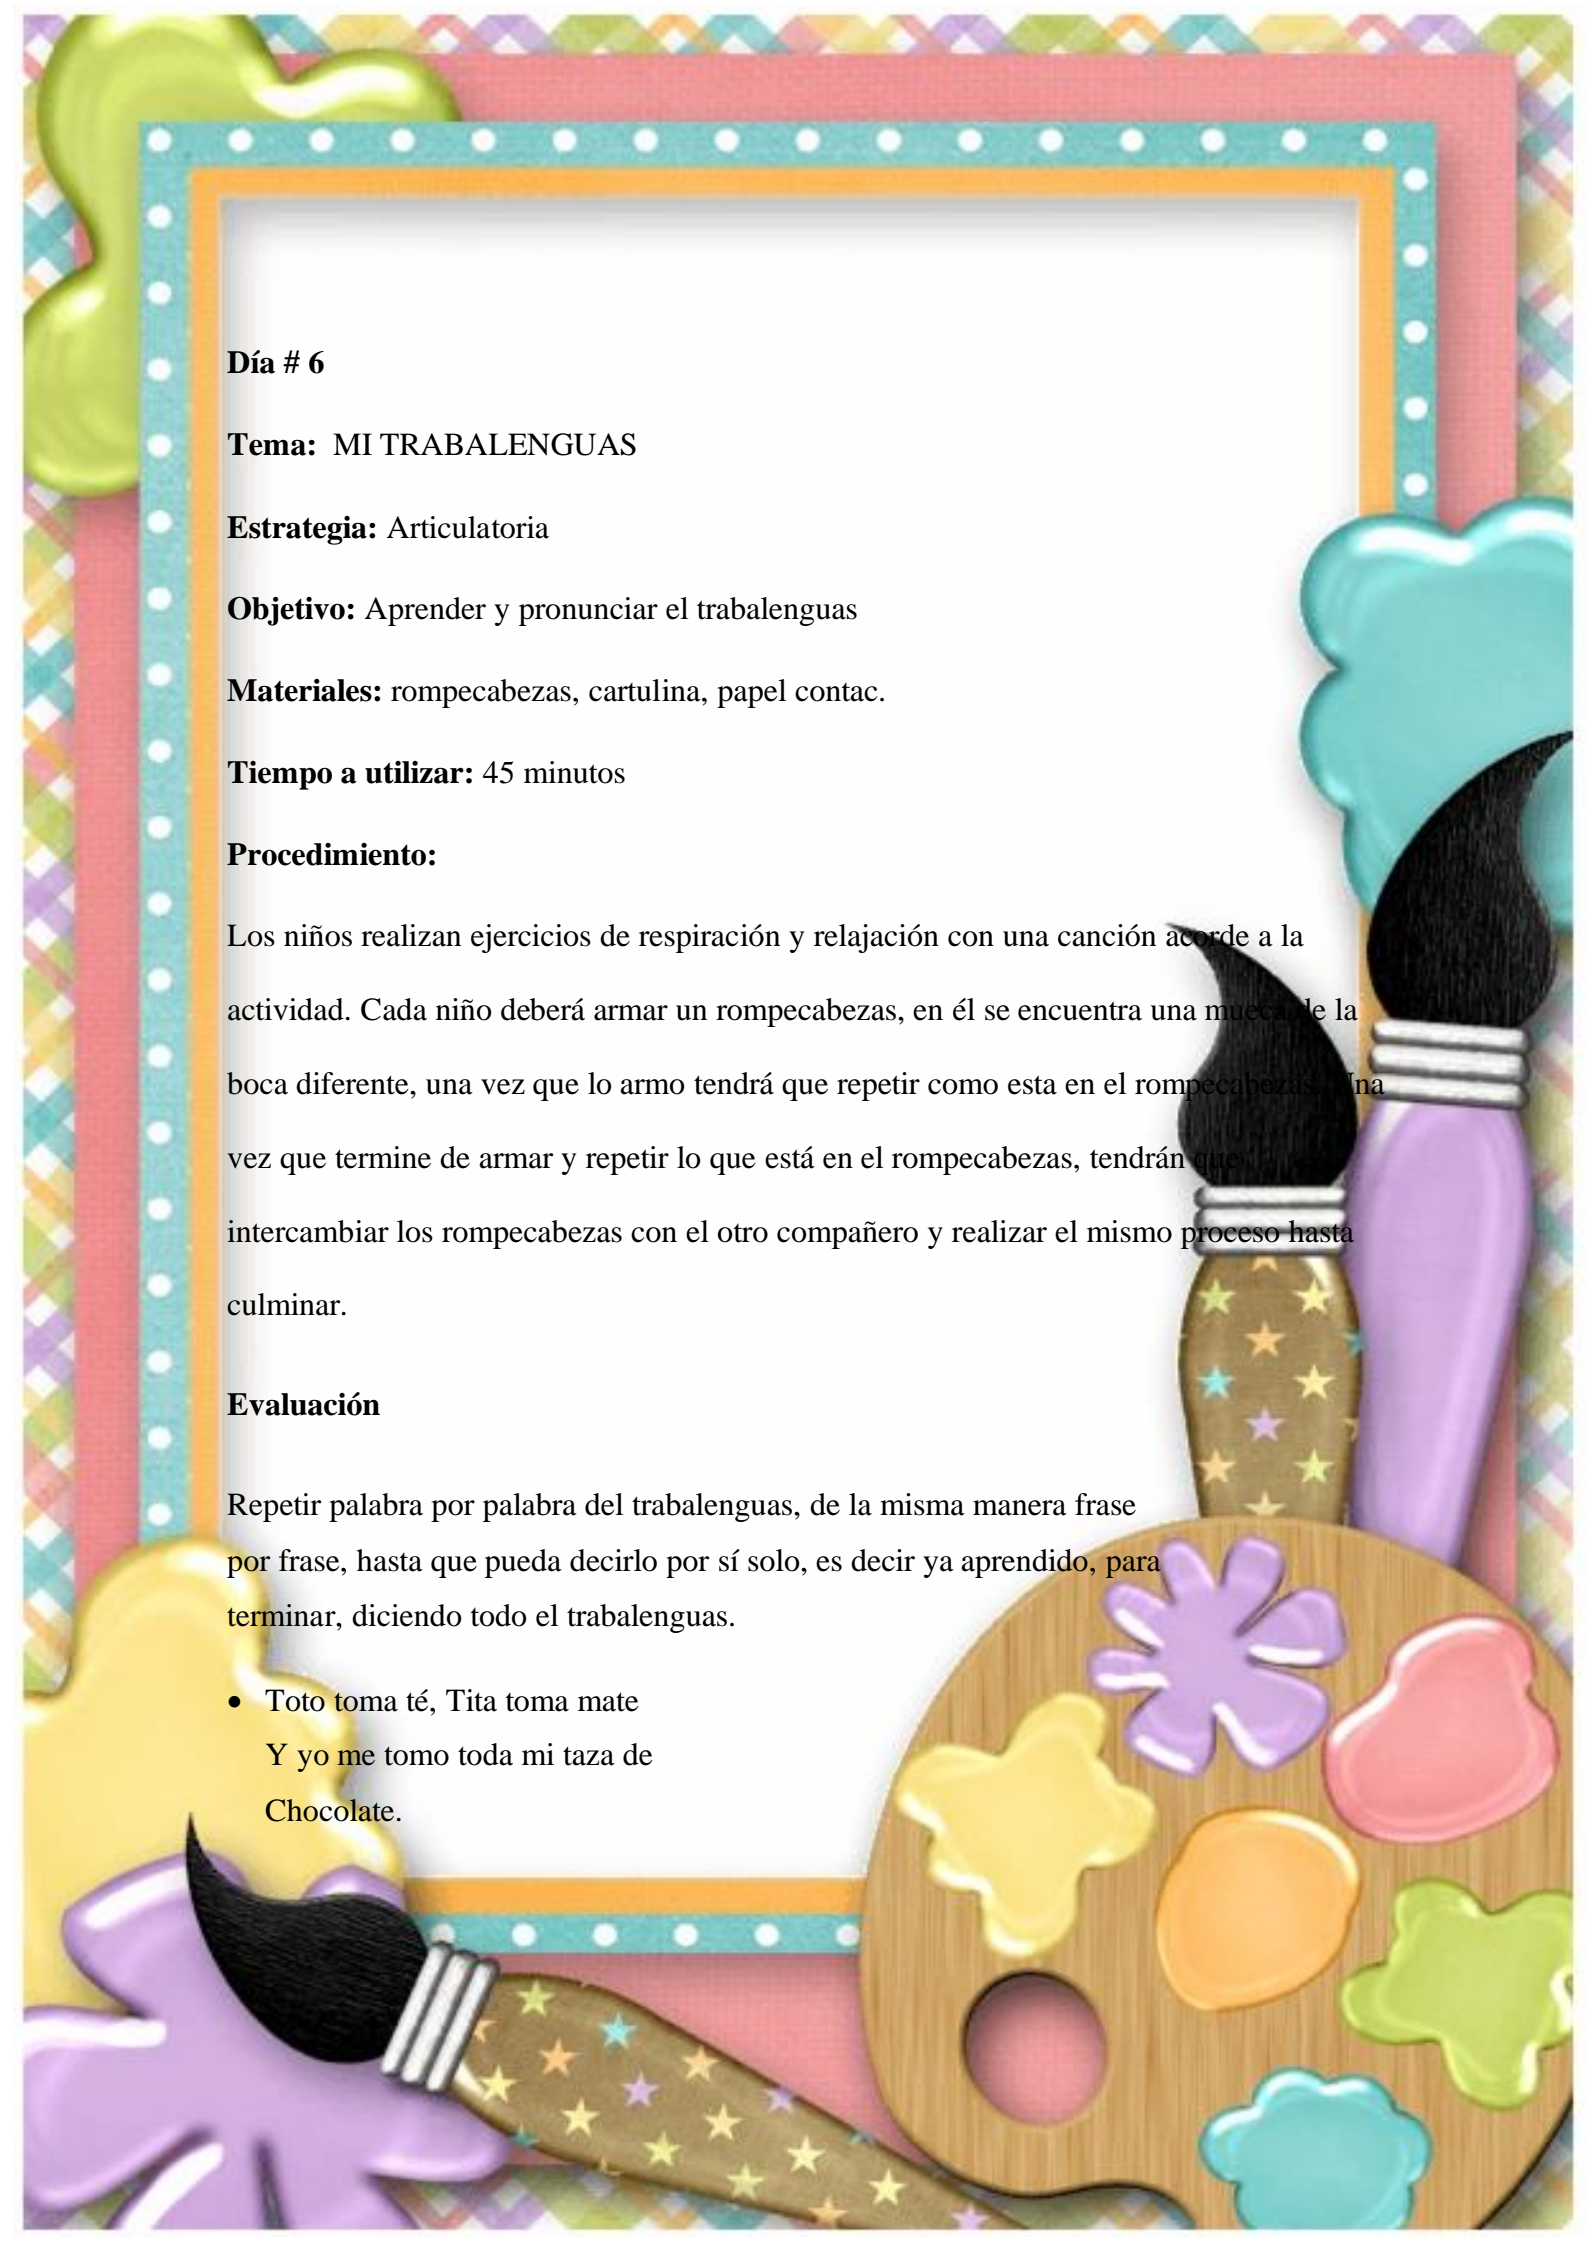 Día # 6
Tema: MI TRABALENGUAS
Estrategia: Articulatoria
Objetivo: Aprender y pronunciar el trabalenguas
Materiales: rompecabezas, cartulina, papel contac.
Tiempo a utilizar: 45 minutos
Procedimiento:
Los niños realizan ejercicios de respiración y relajación con una canción acorde a la
actividad. Cada niño deberá armar un rompecabezas, en él se encuentra una mueca de la
boca diferente, una vez que lo armo tendrá que repetir como esta en el rompecabezas. Una
vez que termine de armar y repetir lo que está en el rompecabezas, tendrán que
intercambiar los rompecabezas con el otro compañero y realizar el mismo proceso hasta
culminar.
Evaluación
Repetir palabra por palabra del trabalenguas, de la misma manera frase
por frase, hasta que pueda decirlo por sí solo, es decir ya aprendido, para
terminar, diciendo todo el trabalenguas.
• Toto toma té, Tita toma mate
Y yo me tomo toda mi taza de
Chocolate.